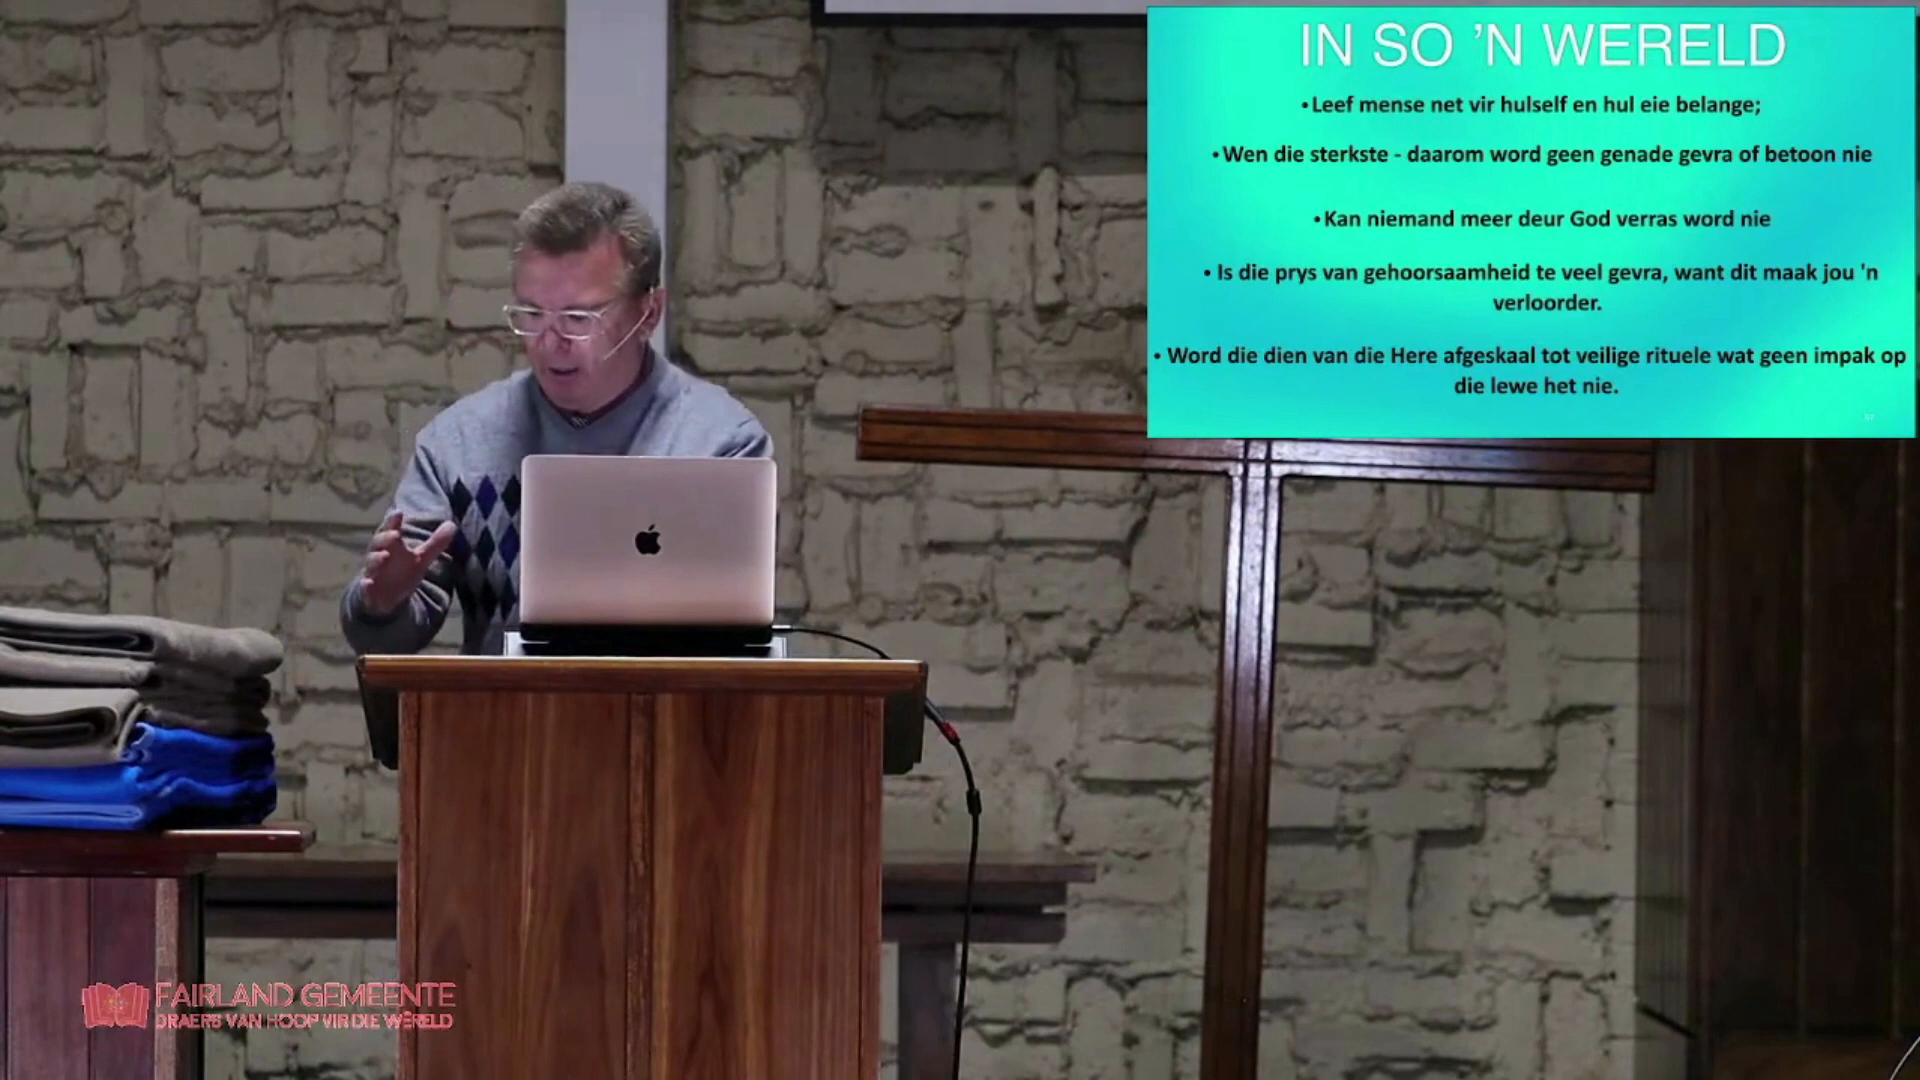 IN SO ’N WERELD
•Leef mense net vir hulself en hul eie belange;
•Wen die sterkste - daarom word geen genade gevra of betoon nie
•Kan niemand meer deur God verras word nie
• Is die prys van gehoorsaamheid te veel gevra, want dit maak jou 'n
verloorder.
• Word die dien van die Here afgeskaal tot veilige rituele wat geen impak op
die lewe het nie.
FAIRLAND GEMEENTE
DRAERS VAN HOOP VIR DIE WÊRELD